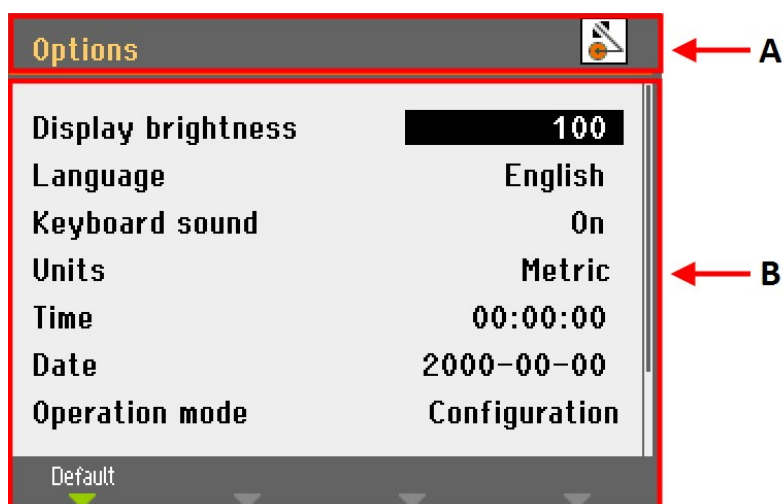 Options
A
Display brightness 100
Language English
Keyboard sound On
Units Metric
B
Time 00:00:00
Date 2000-00-00
Operation mode Configuration
Default